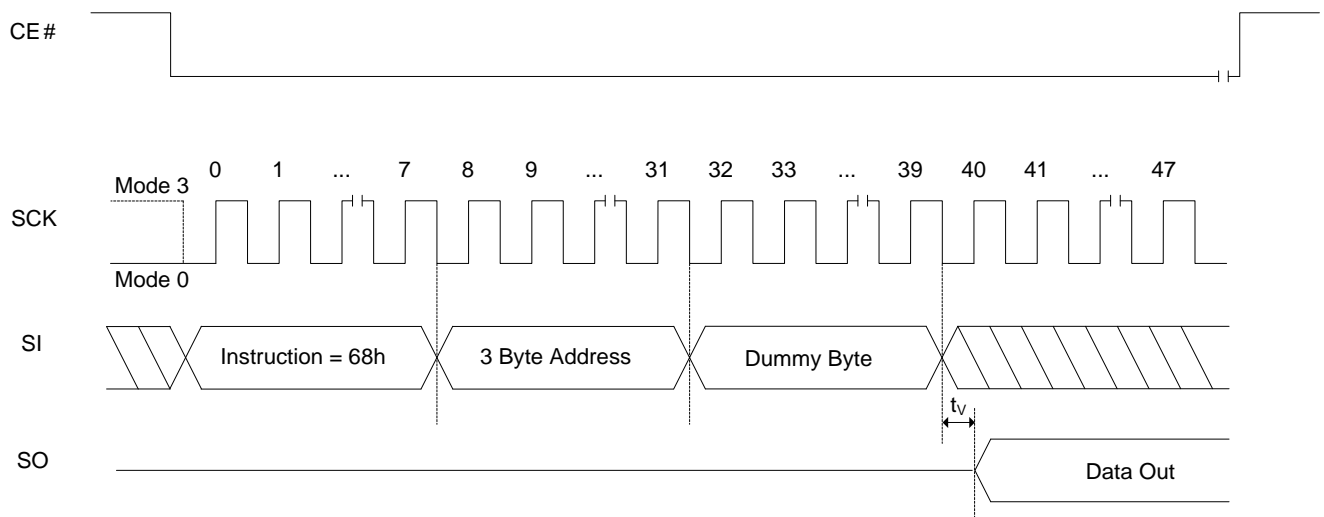 CE#
0 1 ... 7 8 9 ... 31 32 33 ... 39 40 41 ... 47
Mode 3
SCK
Mode 0
SI
Instruction = 68h
3 Byte Address
Dummy Byte
tV
SO
Data Out